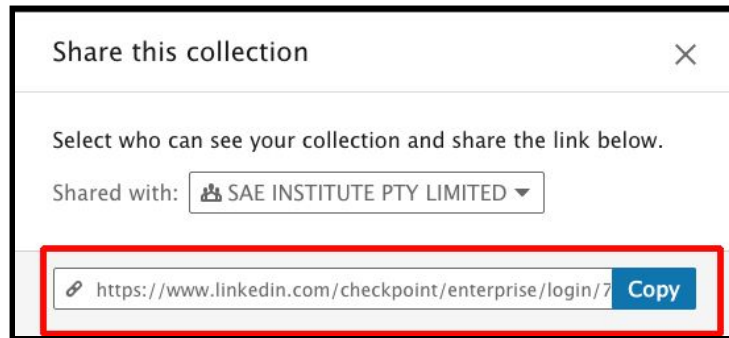 Share this collection
Select who can see your collection and share the link below.
Shared with: SAE INSTITUTE PTY LIMITED
https://www.linkedin.com/checkpoint/enterprise/login/7 Copy